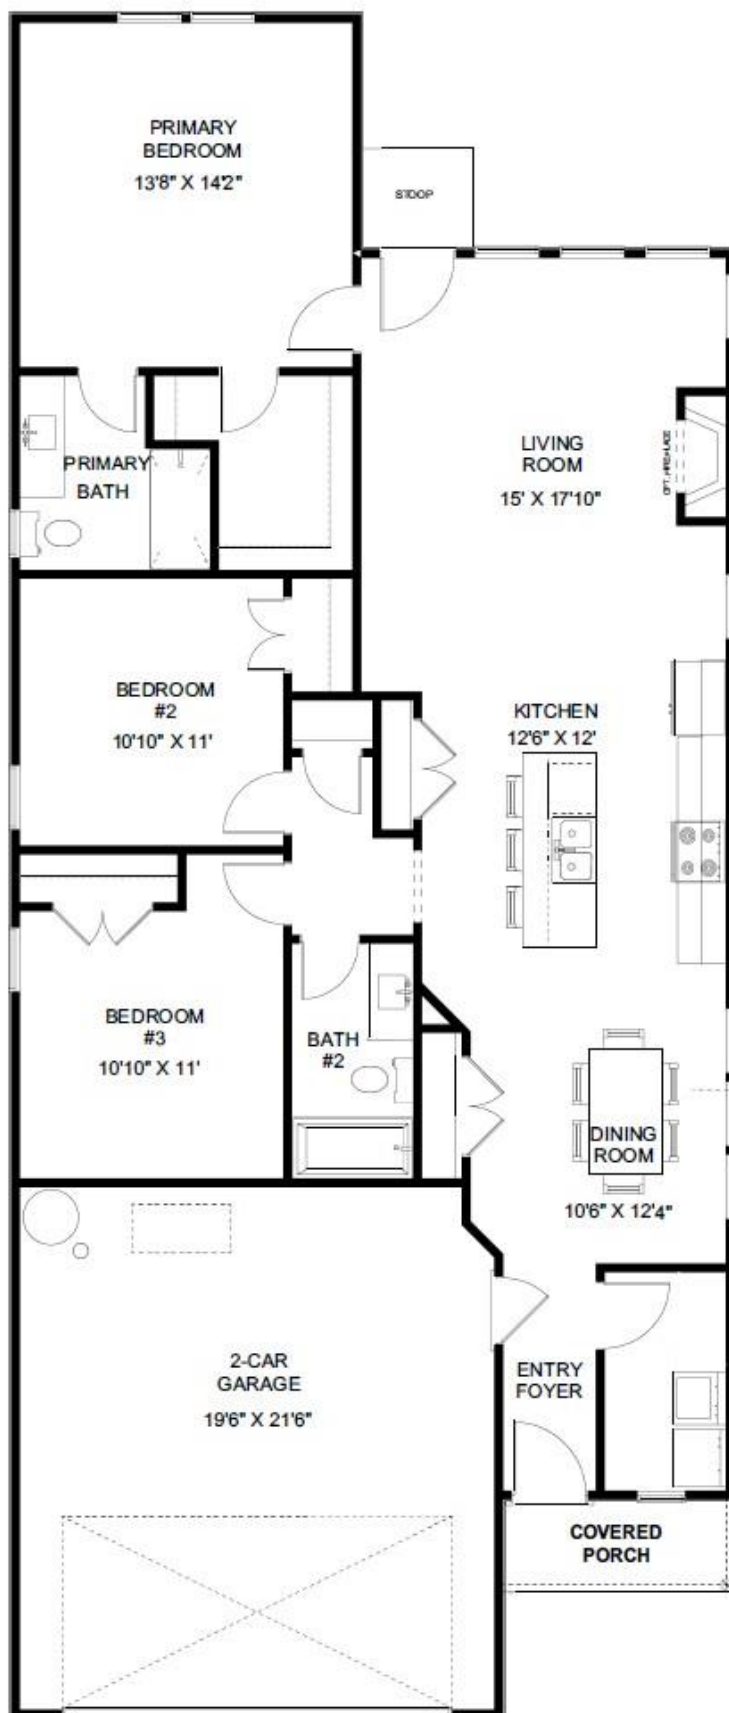 PRIMARY
BEDROOM
13'8" X 14'2"
STOOP
LIVING
ROOM
15' X 17'10"
OPT. FIREPLACE
PRIMARY
BATH
BEDROOM
#2
10'10" X 11'
KITCHEN
12'6" X 12'
BEDROOM
#3
10'10" X 11'
BATH
#2
DINING
ROOM
10'6" X 12'4"
2-CAR
GARAGE
19'6" X 21'6"
ENTRY
FOYER
COVERED
PORCH